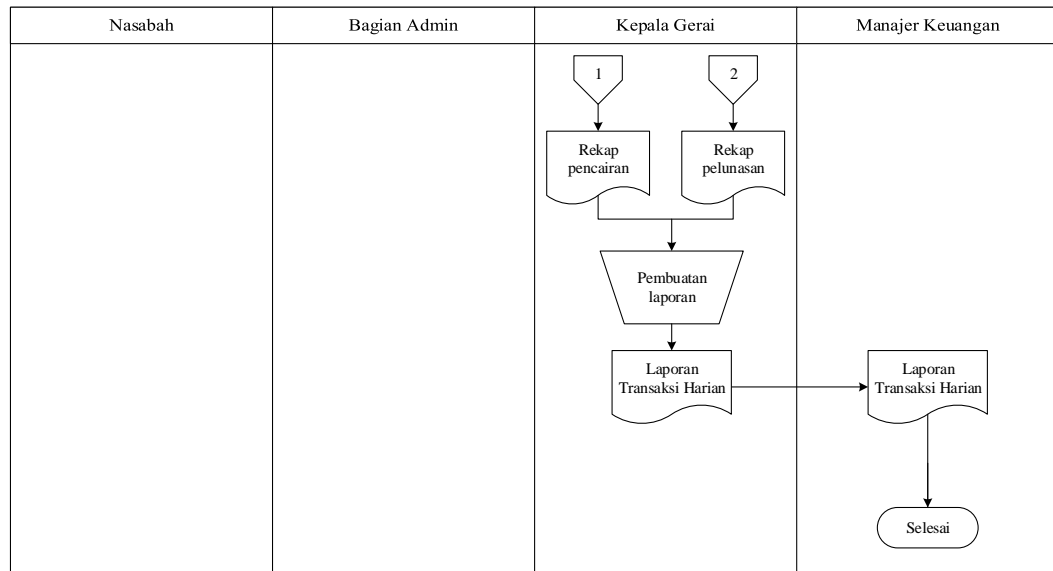 Nasabah
Bagian Admin
Kepala Gerai
Manajer Keuangan
1
2
Rekap
pencairan
Rekap
pelunasan
Pembuatan
laporan
Laporan
Transaksi Harian
Laporan
Transaksi Harian
Selesai